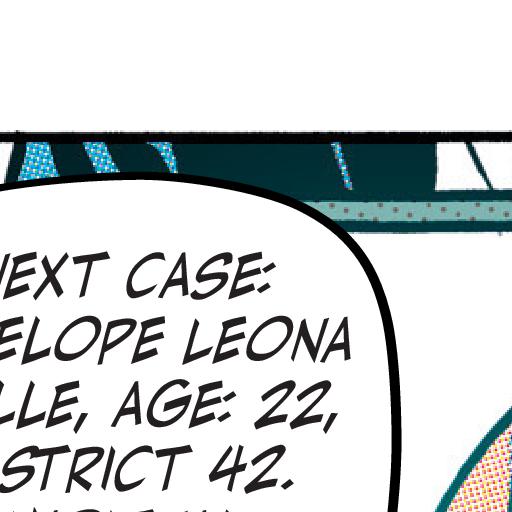 NEXT CASE:
ELOPE LEONA
LLE, AGE: 22,
STRICT 42.